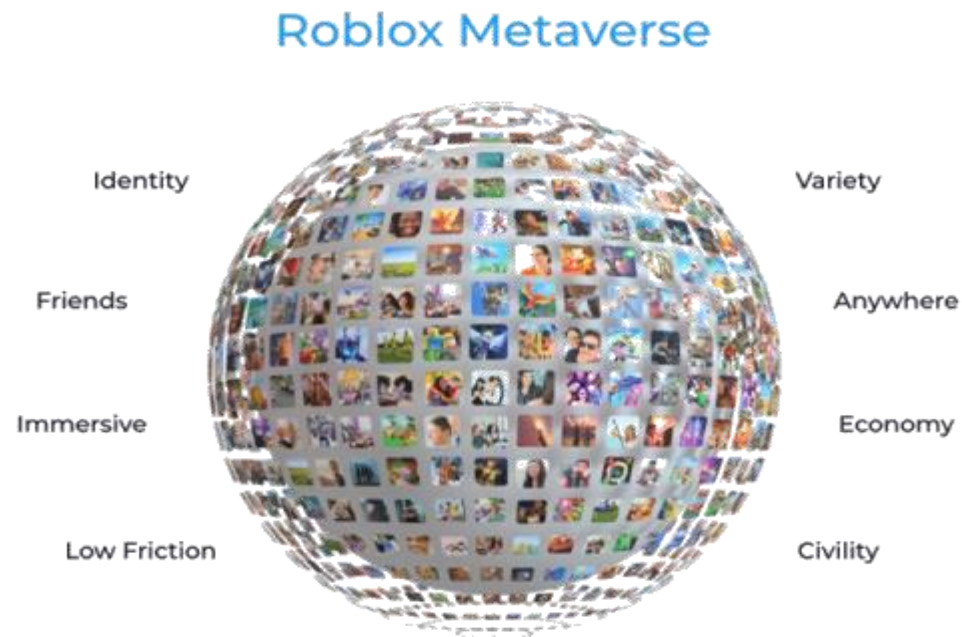 Roblox Metaverse
Identity
Variety
Friends
Anywhere
Immersive
Economy
Low Friction
Civility